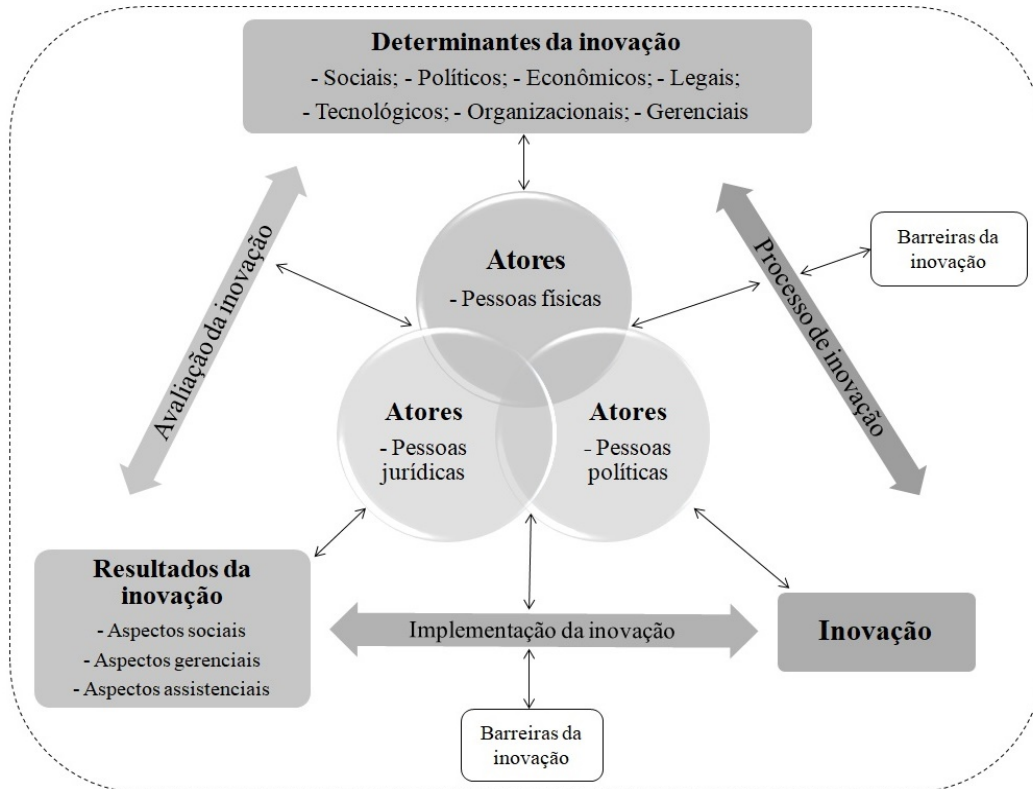 Determinantes da inovação
- Sociais; - Políticos; - Econômicos; - Legais;
- Tecnológicos; - Organizacionais; - Gerenciais
Avaliação da inovação
Atores
- Pessoas físicas
Processo de inovação
Barreiras da
inovação
Atores
- Pessoas
jurídicas
Atores
- Pessoas
políticas
Resultados da
inovação
- Aspectos sociais
- Aspectos gerenciais
- Aspectos assistenciais
Implementação da inovação
Inovação
Barreiras da
inovação